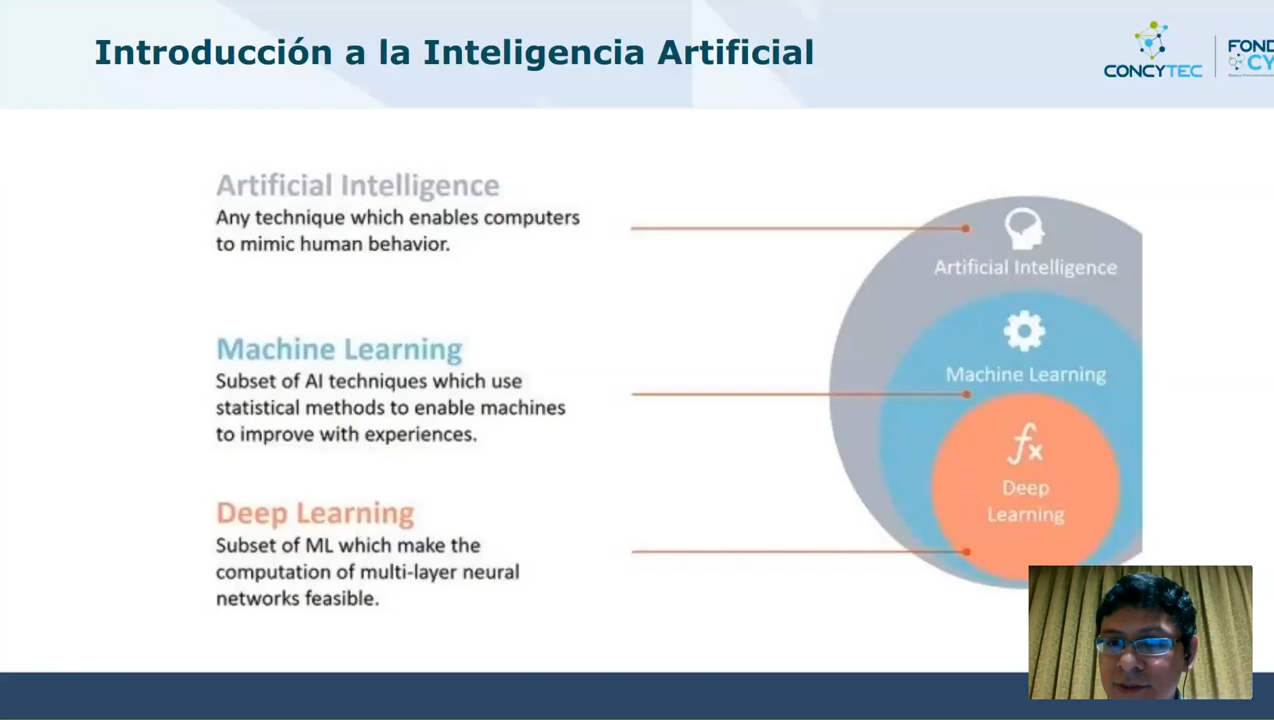 Introducción a la Inteligencia Artificial
CONCYTEC
FOND
CY
Artificial Intelligence
Any technique which enables computers
to mimic human behavior.
Machine Learning
Subset of AI techniques which use
statistical methods to enable machines
to improve with experiences.
Deep Learning
Subset of ML which make the
computation of multi-layer neural
networks feasible.
Artificial Intelligence
Machine Learning
fx
Deep
Learning